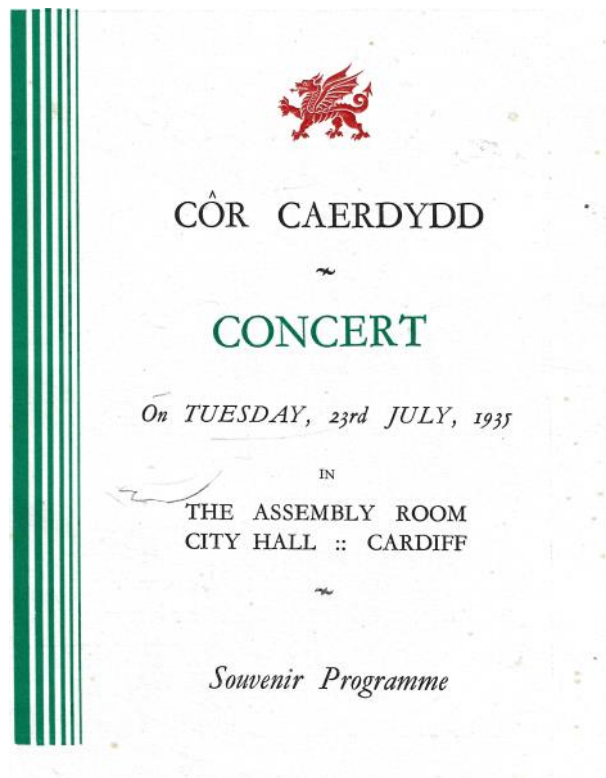 CÔR CAERDYDD
CONCERT
On TUESDAY, 23rd JULY, 1935
IN
THE ASSEMBLY ROOM
CITY HALL :: CARDIFF
Souvenir Programme